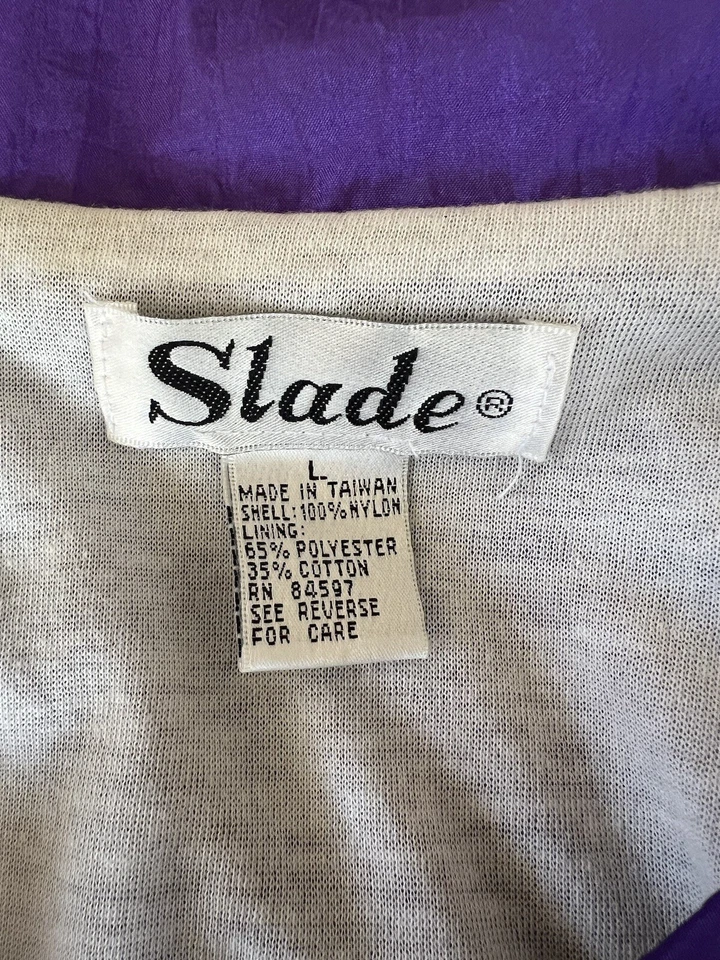 Slade®
L
MADE IN TAIWAN
SHELL: 100% NYLON
LINING:
65% POLYESTER
35% COTTON
RN 84597
SEE REVERSE
FOR CARE